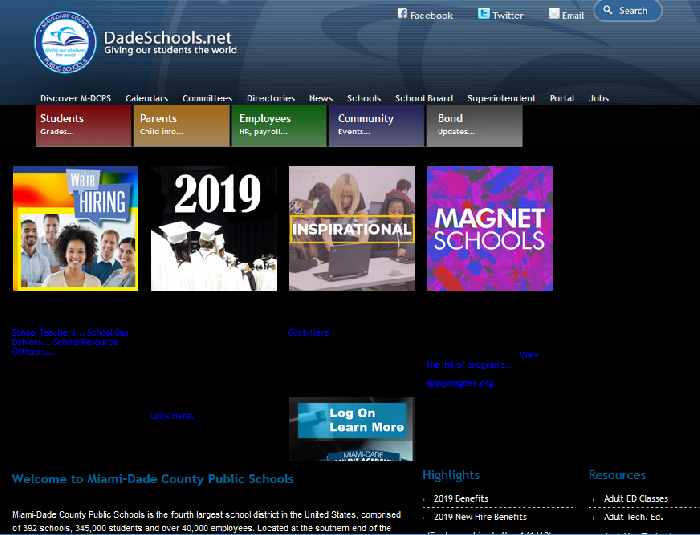 Facebook
Twitter
Email
Search
DadeSchools.net
Giving our students the world
Discover M-DCPS Calendars Committees Directories News Schools School Board Superintendent Portal Jobs
Students
Grades...
Parents
Child info...
Employees
HR, payroll...
Community
Events...
Bond
Updates...
We're
HIRING
2019
INSPIRATIONAL
MAGNET
SCHOOLS
School Teachers... School Bus
Drivers... School Resource
Officers...
Click Here
View
the list of programs...
Click Here.
Log On
Learn More
MIAMI-DADE
Welcome to Miami-Dade County Public Schools
Miami-Dade County Public Schools is the fourth largest school district in the United States, comprised
of 392 schools, 345,000 students and over 40,000 employees. Located at the southern end of the
Highlights
2019 Benefits
2019 New Hire Benefits
Resources
Adult ED Classes
Adult Tech. Ed.